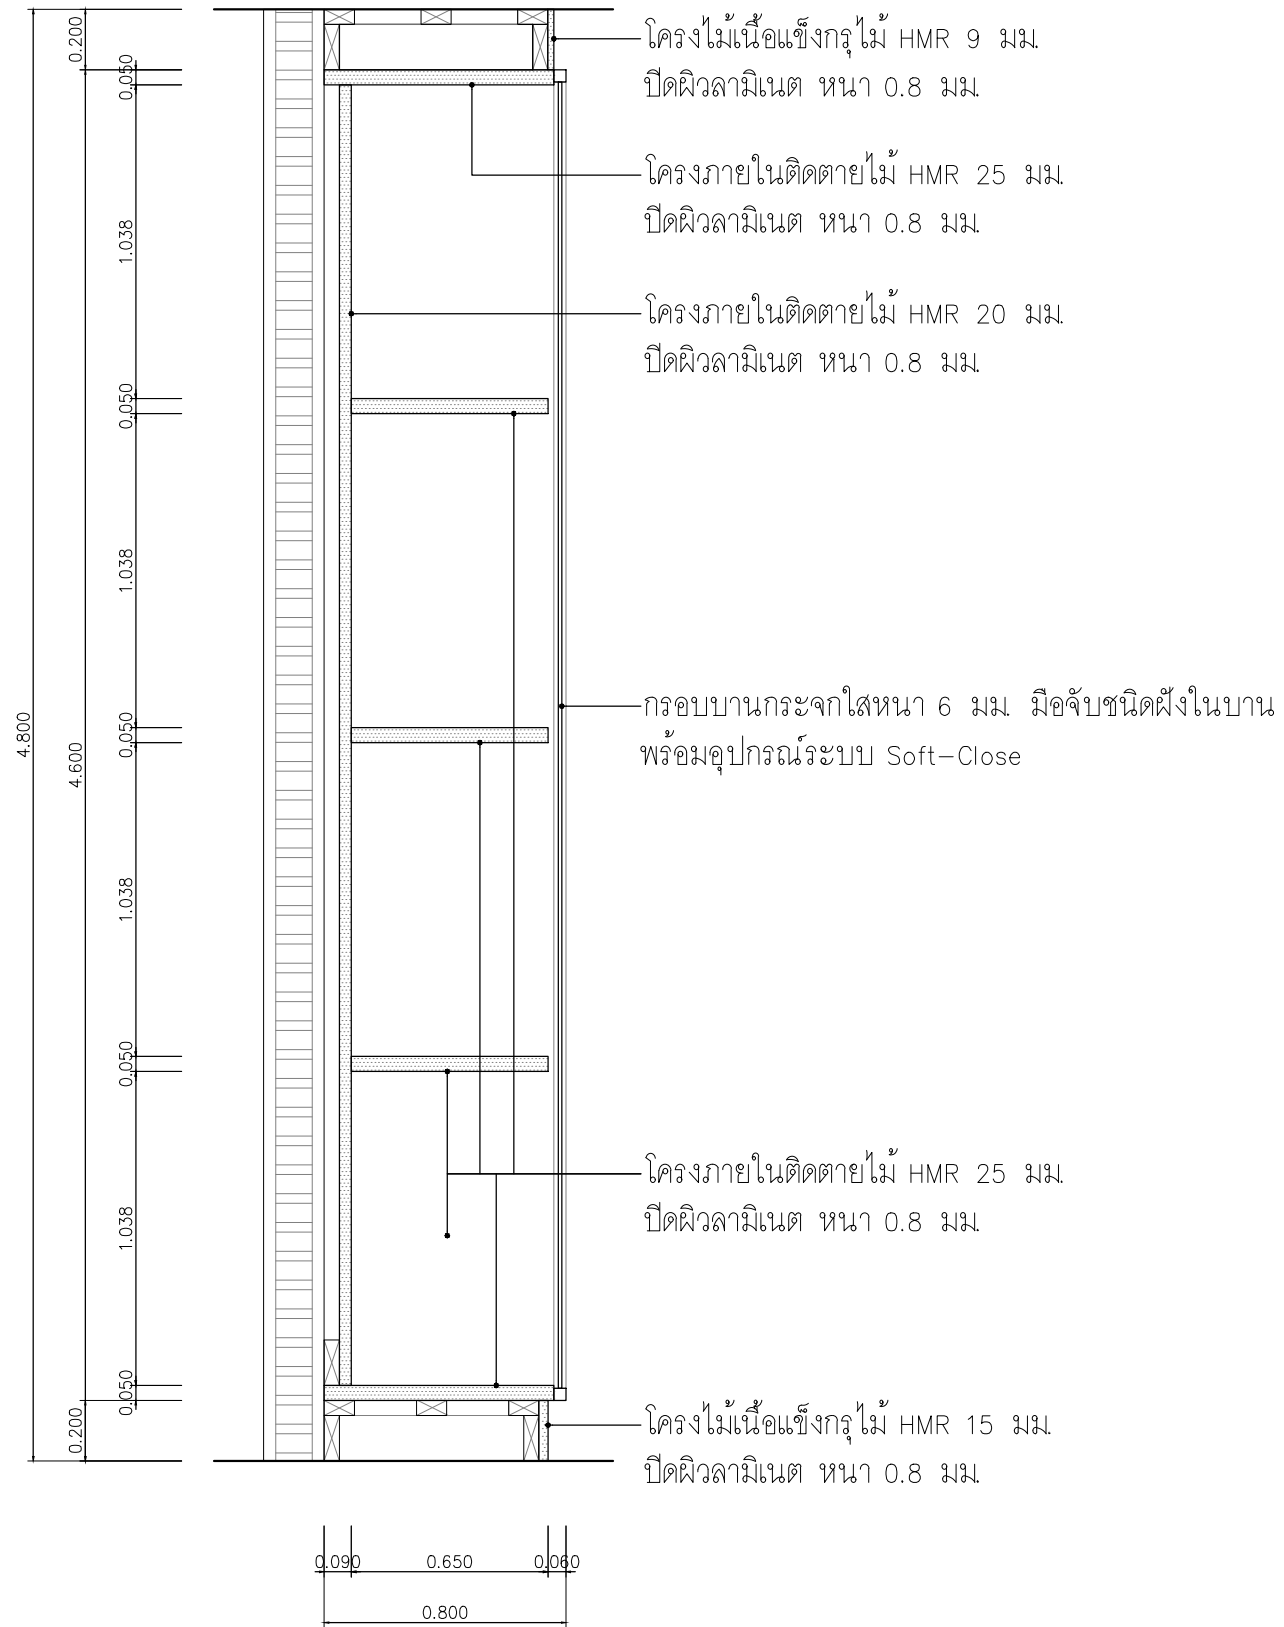 โครงไม้เนื้อแข็งกรุไม้ HMR 9 มม.
ปิดผิวลามิเนต หนา 0.8 มม.
โครงภายในติดตายไม้ HMR 25 มม.
ปิดผิวลามิเนต หนา 0.8 มม.
โครงภายในติดตายไม้ HMR 20 มม.
ปิดผิวลามิเนต หนา 0.8 มม.
กรอบบานกระจกใสหนา 6 มม. มือจับชนิดฝังในบาน
พร้อมอุปกรณ์ระบบ Soft-Close
โครงภายในติดตายไม้ HMR 25 มม.
ปิดผิวลามิเนต หนา 0.8 มม.
โครงไม้เนื้อแข็งกรุไม้ HMR 15 มม.
ปิดผิวลามิเนต หนา 0.8 มม.
4.800
0.200
4.600
0.200
0.050
1.038
0.050
1.038
0.050
1.038
0.050
1.038
0.050
0.090 0.650 0.060
0.800